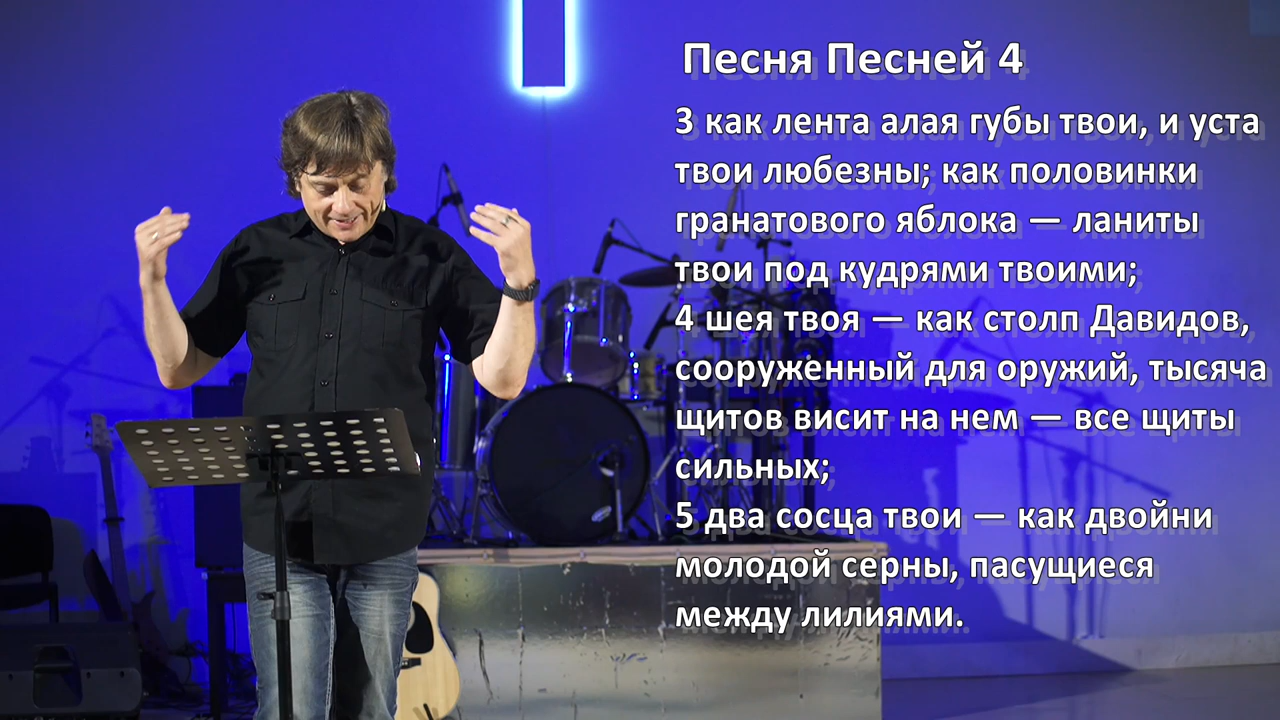 Песня Песней 4
3 как лента алая губы твои, и уста
твои любезны; как половинки
гранатового яблока — ланиты
твои под кудрями твоими;
4 шея твоя — как столп Давидов,
сооруженный для оружий, тысяча
щитов висит на нем — все щиты
сильных;
5 два сосца твои — как двойни
молодой серны, пасущиеся
между лилиями.